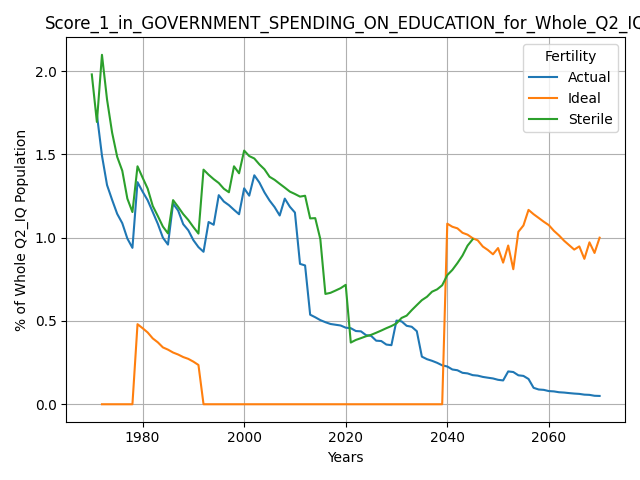 Score_1_in_GOVERNMENT_SPENDING_ON_EDUCATION_for_Whole_Q2_IQ
Fertility
Actual
Ideal
Sterile
% of Whole Q2_IQ Population
2.0
1.5
1.0
0.5
0.0
1980 2000 2020 2040 2060
Years